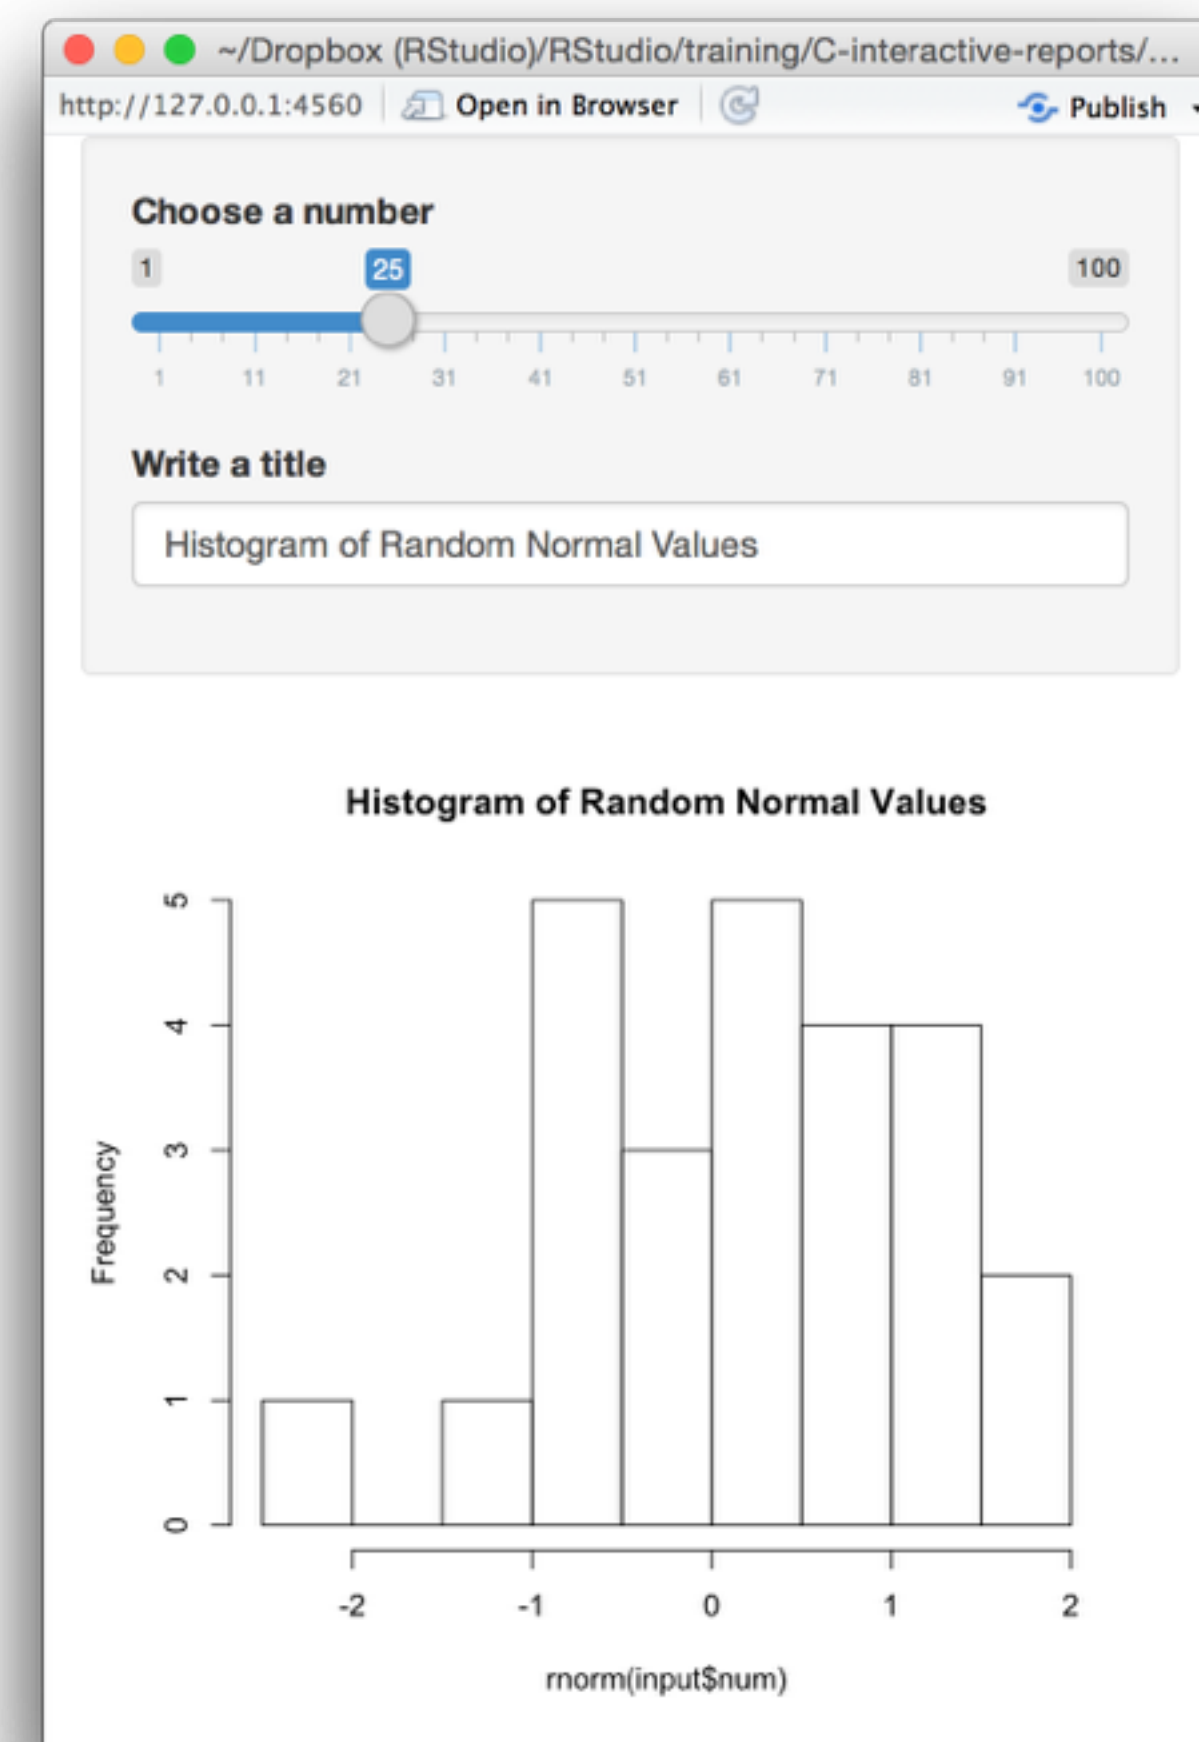 ~/Dropbox (RStudio)/RStudio/training/C-interactive-reports/...
http://127.0.0.1:4560 Open in Browser Publish
Choose a number
1 25 100
1 11 21 31 41 51 61 71 81 91 100
Write a title
Histogram of Random Normal Values
Histogram of Random Normal Values
5
4
3
2
1
0
Frequency
-2 -1 0 1 2
rnorm(input$num)